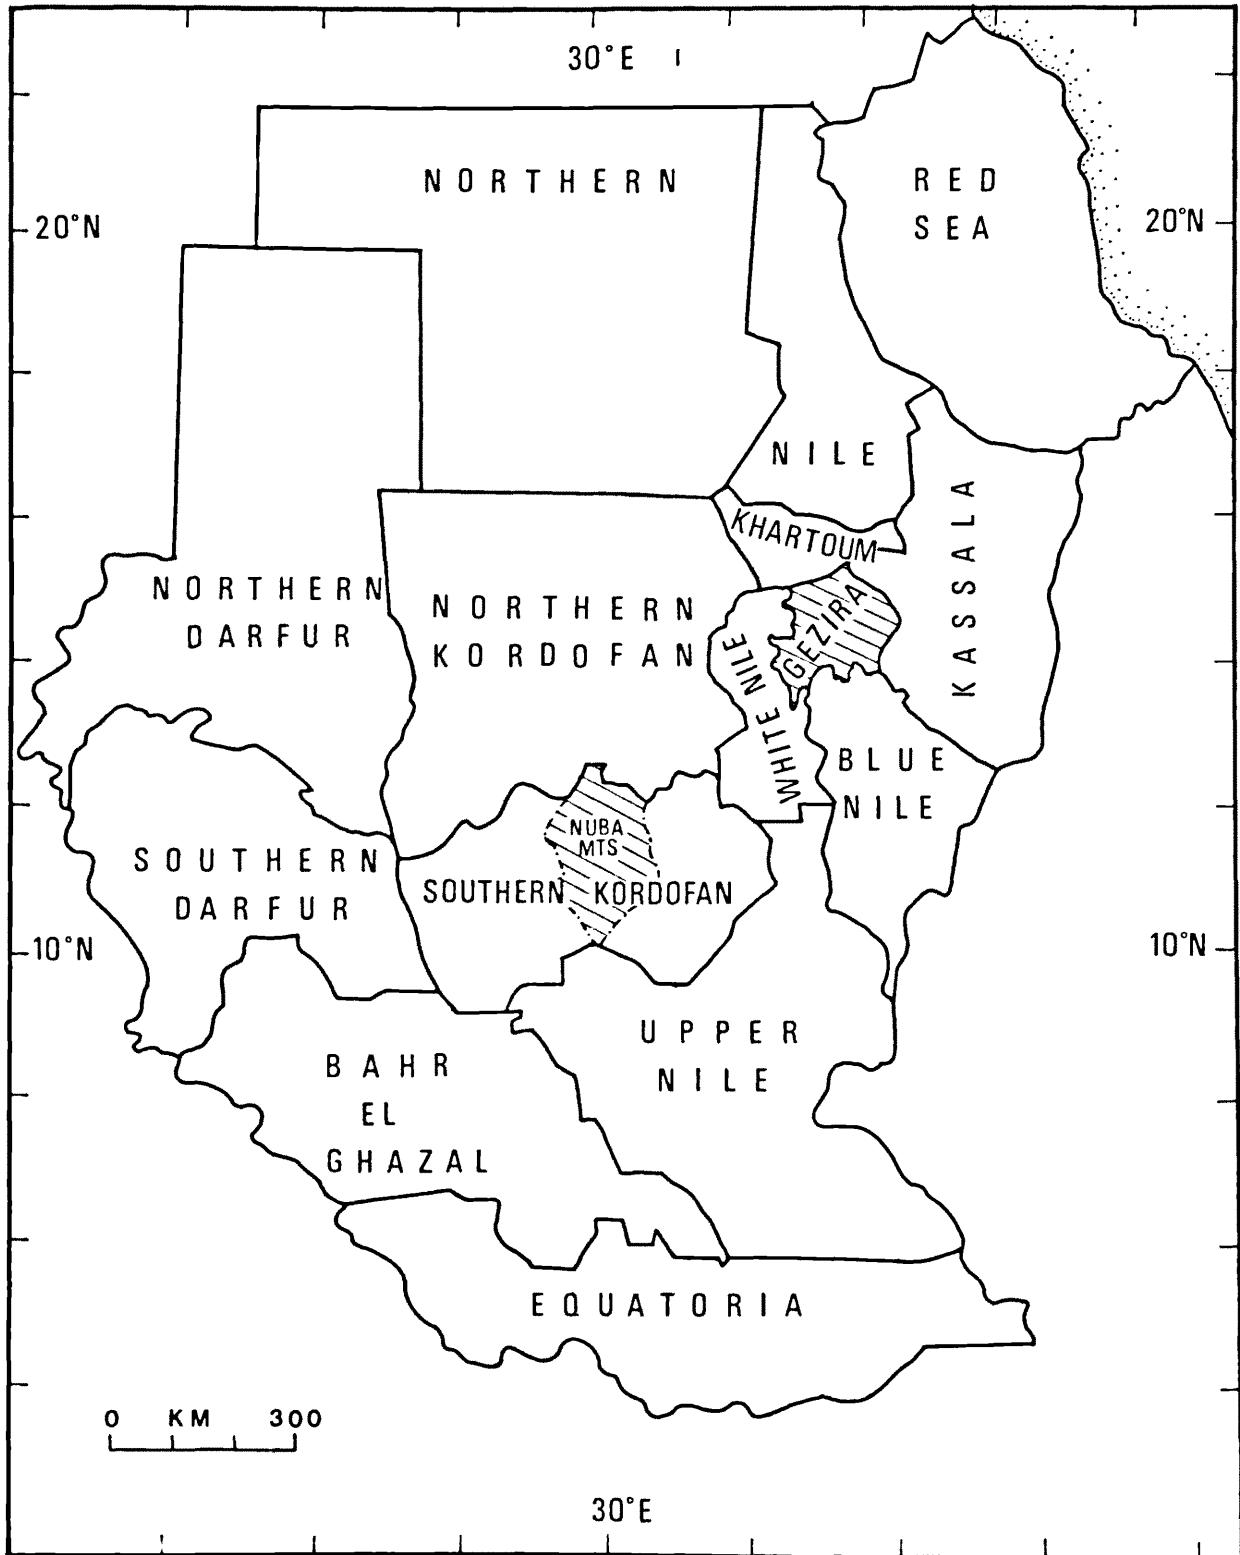 30°E
NORTHERN
RED
SEA
20°N
20°N
NILE
KHARTOUM
KASSALA
GEZIRA
NORTHERN
DARFUR
NORTHERN
KORDOFAN
WHITE NILE
BLUE
NILE
NUBA
MTS
SOUTHERN
DARFUR
SOUTHERN KORDOFAN
10°N
10°N
UPPER
NILE
BAHR
EL
GHAZAL
EQUATORIA
0 KM 300
30°E